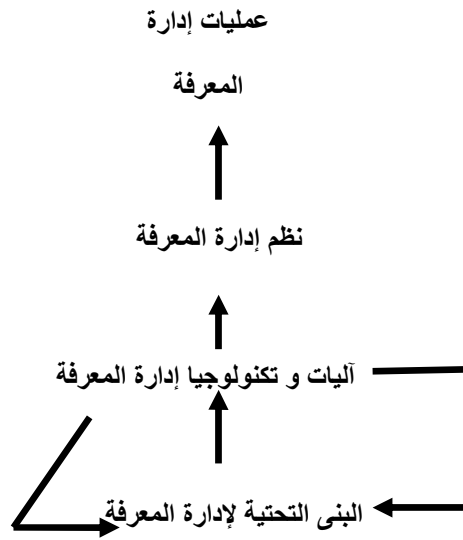 عمليات إدارة
المعرفة
نظم إدارة المعرفة
آليات و تكنولوجيا إدارة المعرفة
البنى التحتية لإدارة المعرفة